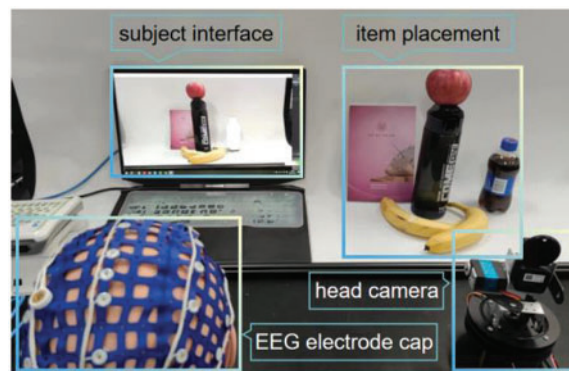 subject interface
item placement
head camera
EEG electrode cap